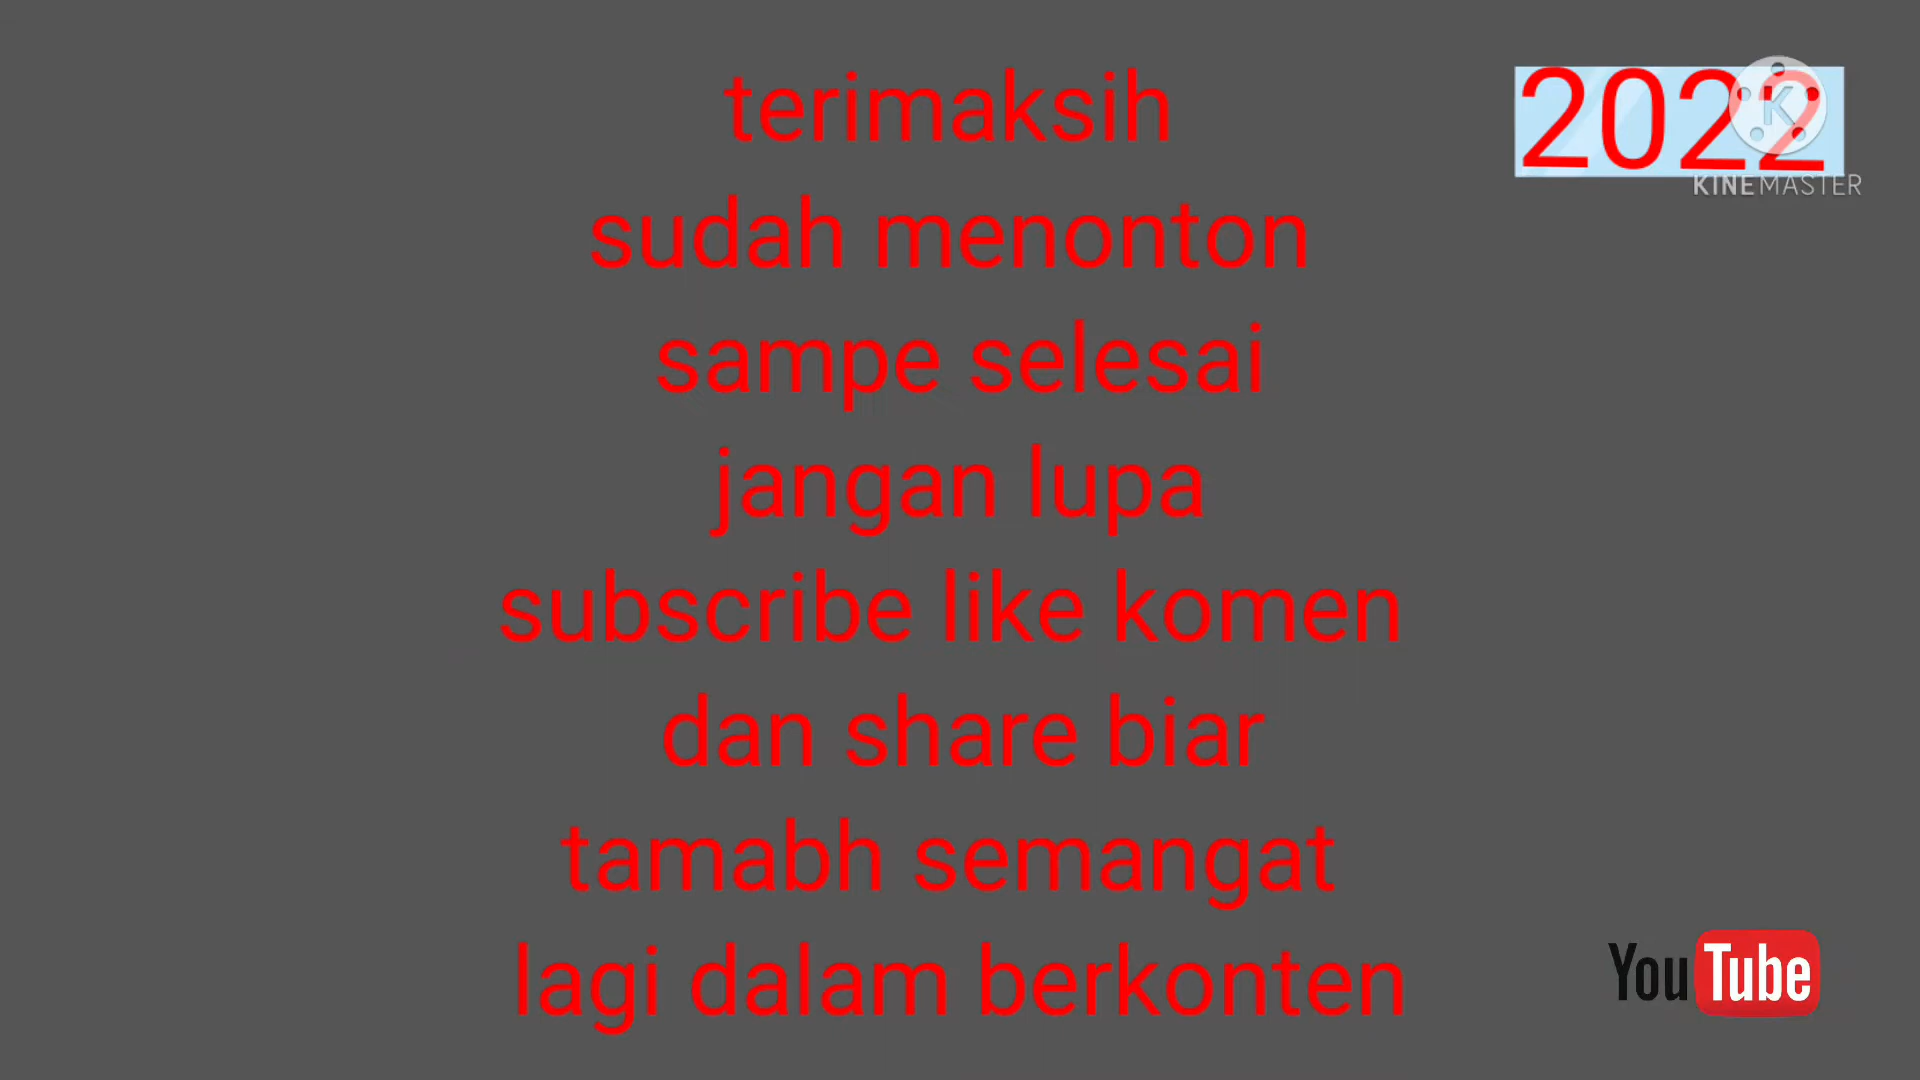 terimaksih
sudah menonton
sampe selesai
jangan lupa
subscribe like komen
dan share biar
tamabh semangat
lagi dalam berkonten
2022
K
KINEMASTER
YouTube